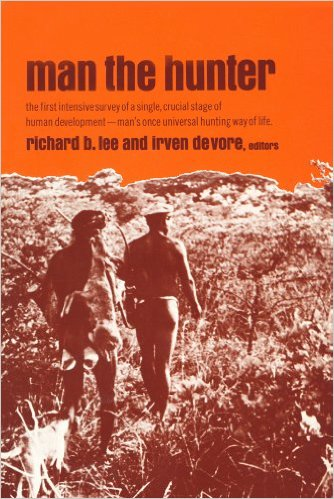 man the hunter
the first intensive survey of a single, crucial stage of
human development—man's once universal hunting way of life.
richard b. lee and irven devore, editors